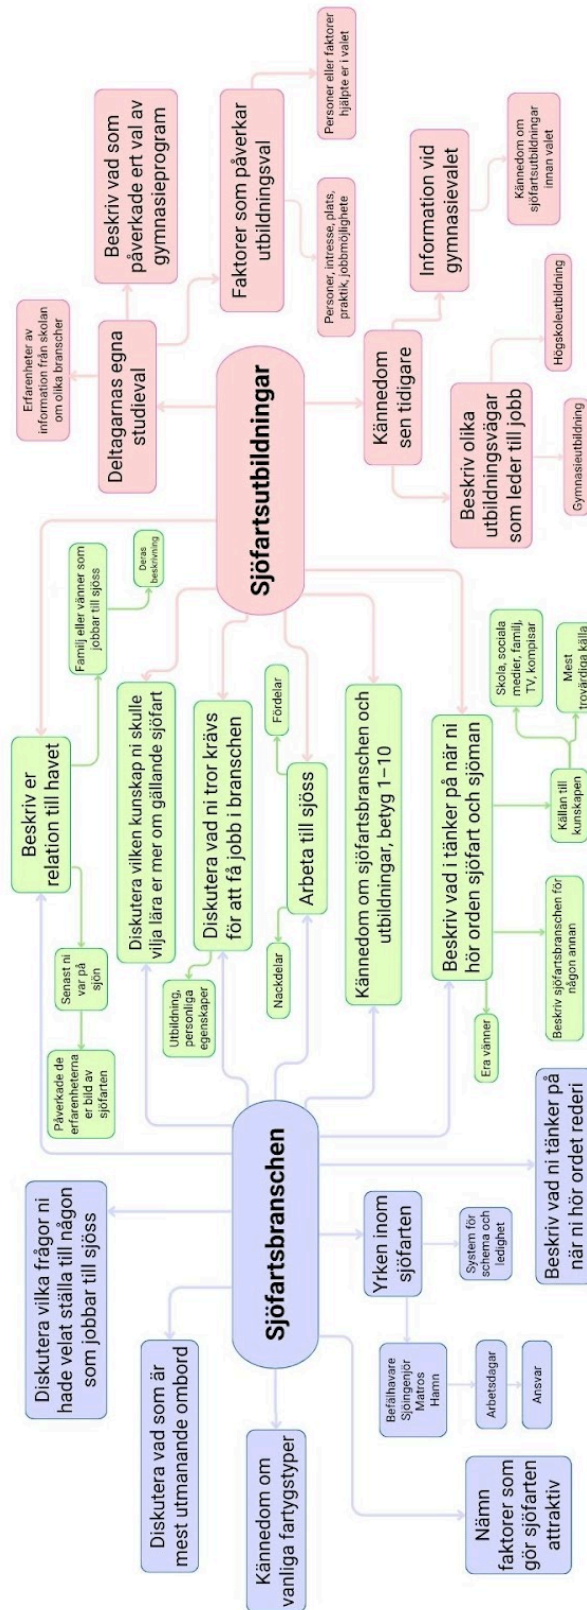 Diskutera vilka frågor ni
hade velat ställa till någon
som jobbar till sjöss
Diskutera vad som är
mest utmanande ombord
Kännedom om
vanliga fartygstyper
Sjöfartsbranschen
Yrken inom
sjöfarten
Befälhavare
Sjöingenjör
Matros
Hamn
System för
schema och
ledighet
Arbetsdagar
Ansvar
Nämn
faktorer som
gör sjöfarten
attraktiv
Beskriv vad ni tänker på
när ni hör ordet rederi
Beskriv er
relation till havet
Senast ni
var på
sjön
Påverkade de
erfarenheterna
er bild av
sjöfarten
Familj eller vänner som
jobbar till sjöss
Deras
beskrivning
Diskutera vilken kunskap ni skulle
vilja lära er mer om gällande sjöfart
Diskutera vad ni tror krävs
för att få jobb i branschen
Utbildning,
personliga
egenskaper
Arbeta till sjöss
Nackdelar
Fördelar
Kännedom om sjöfartsbranschen och
utbildningar, betyg 1–10
Beskriv vad i tänker på när ni
hör orden sjöfart och sjöman
Era vänner
Beskriv sjöfartsbranschen för
någon annan
Källan till
kunskapen
Skola, sociala
medier, familj,
TV, kompisar
Mest
trovärdiga källa
Sjöfartsutbildningar
Deltagarnas egna
studieval
Erfarenheter av
information från skolan
om olika branscher
Beskriv vad som
påverkade ert val av
gymnasieprogram
Faktorer som påverkar
utbildningsval
Personer, intresse, plats,
praktik, jobbmöjlighete
Personer eller faktorer
hjälpte er i valet
Kännedom
sen tidigare
Information vid
gymnasievalet
Kännedom om
sjöfartsutbildningar
innan valet
Beskriv olika
utbildningsvägar
som leder till jobb
Högskoleutbildning
Gymnasieutbildning